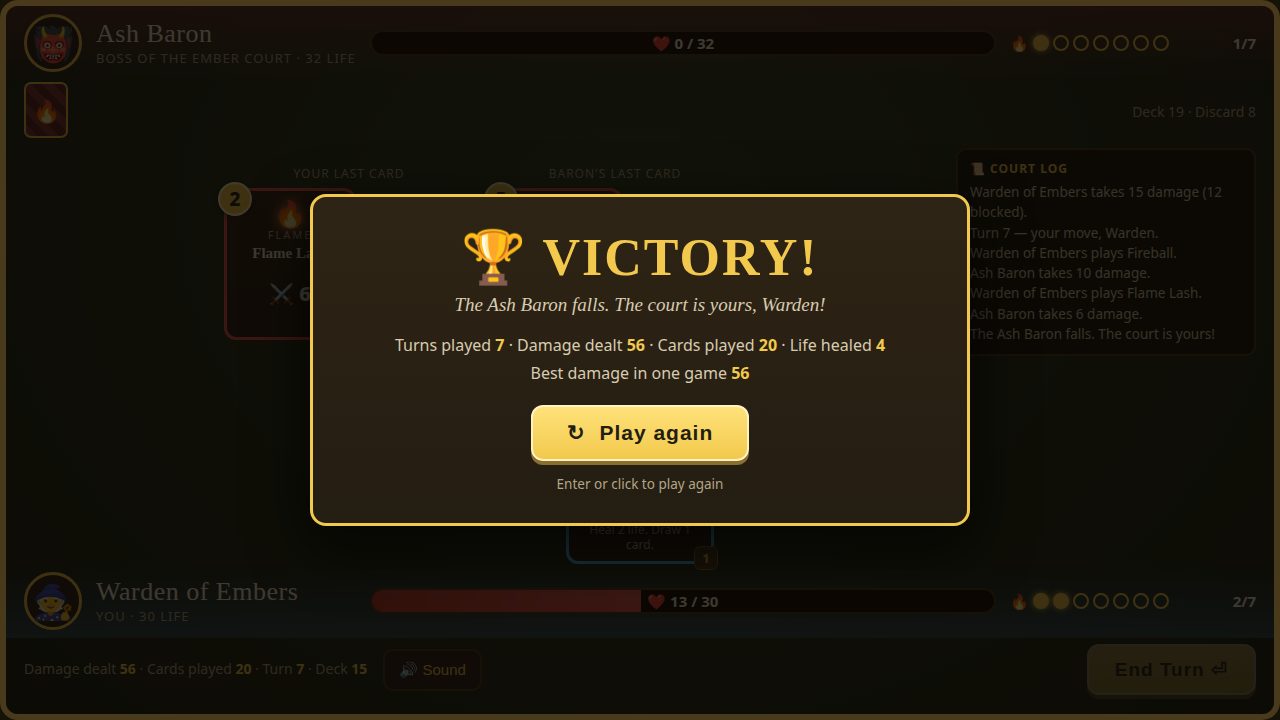 Ash Baron
BOSS OF THE EMBER COURT · 32 LIFE
0 / 32
1/7
Deck 19 · Discard 8
YOUR LAST CARD
BARON'S LAST CARD
2
FLAME
Flame La
6
COURT LOG
Warden of Embers takes 15 damage (12
blocked).
Turn 7 — your move, Warden.
Warden of Embers plays Fireball.
Ash Baron takes 10 damage.
Warden of Embers plays Flame Lash.
Ash Baron takes 6 damage.
The Ash Baron falls. The court is yours!
VICTORY!
The Ash Baron falls. The court is yours, Warden!
Turns played 7 · Damage dealt 56 · Cards played 20 · Life healed 4
Best damage in one game 56
↻ Play again
Enter or click to play again
Heal 2 life. Draw 1
card.
1
Warden of Embers
YOU · 30 LIFE
13 / 30
2/7
Damage dealt 56 · Cards played 20 · Turn 7 · Deck 15
Sound
End Turn ⏎